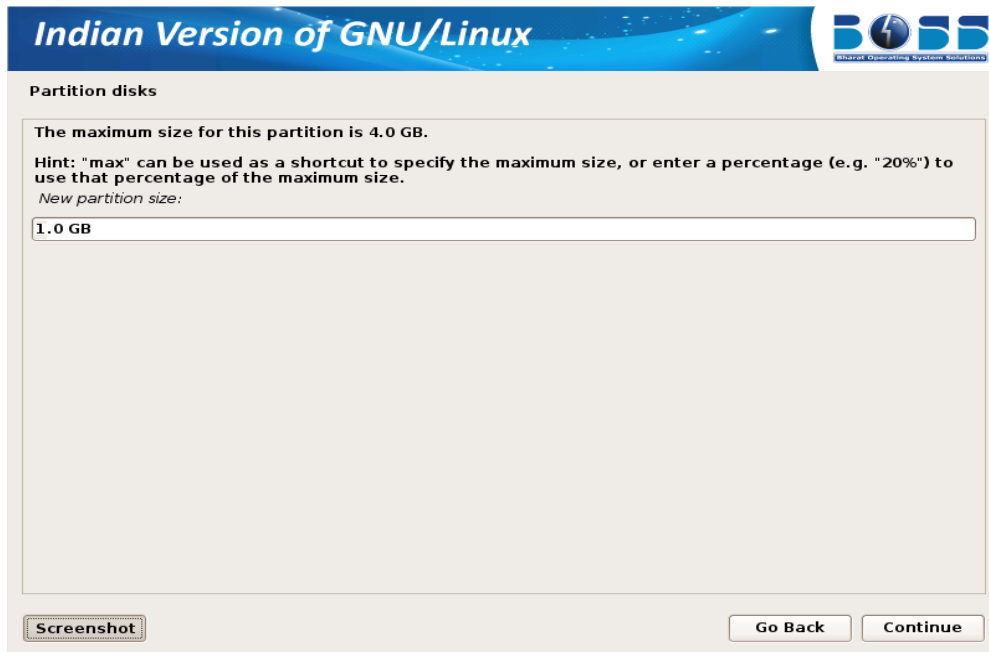 Indian Version of GNU/Linux
BOSS
Bharat Operating System Solutions
Partition disks
The maximum size for this partition is 4.0 GB.
Hint: "max" can be used as a shortcut to specify the maximum size, or enter a percentage (e.g. "20%") to
use that percentage of the maximum size.
New partition size:
1.0 GB
Screenshot
Go Back
Continue